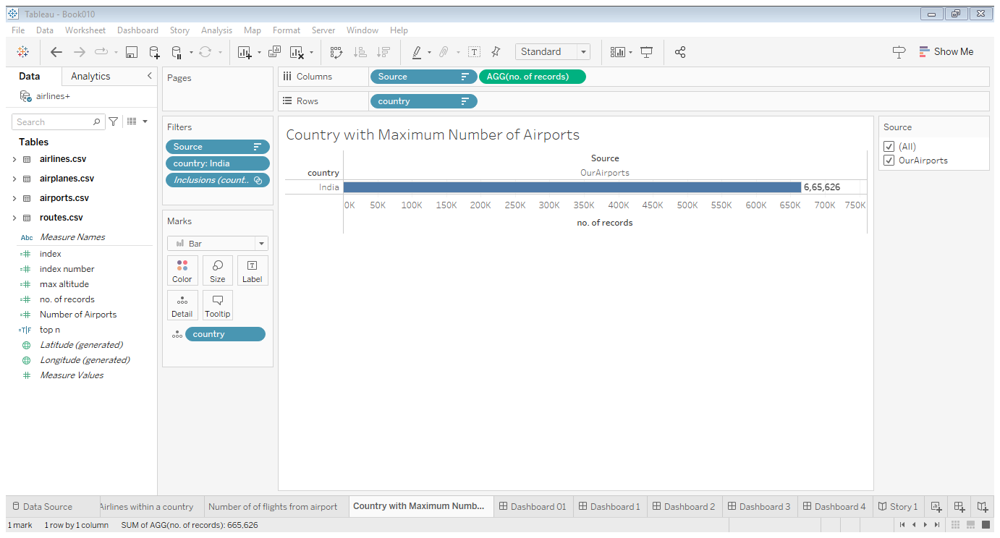 Tableau - Book010
File Data Worksheet Dashboard Story Analysis Map Format Server Window Help
Standard
Show Me
Data Analytics
airlines+
Search
Tables
airlines.csv
airplanes.csv
airports.csv
routes.csv
Abc Measure Names
index
index number
max altitude
no. of records
Number of Airports
=T|F top n
Latitude (generated)
Longitude (generated)
Measure Values
Pages
Filters
Source
country: India
Inclusions (count..
Marks
Bar
Color Size Label
Detail Tooltip
country
Columns Source AGG(no. of records)
Rows country
Country with Maximum Number of Airports
Source
country OurAirports
India 6,65,626
0K 50K 100K 150K 200K 250K 300K 350K 400K 450K 500K 550K 600K 650K 700K 750K
no. of records
Source
(All)
OurAirports
Data Source Airlines within a country Number of of flights from airport Country with Maximum Numb... Dashboard 01 Dashboard 1 Dashboard 2 Dashboard 3 Dashboard 4 Story 1
1 mark 1 row by 1 column SUM of AGG(no. of records): 665,626